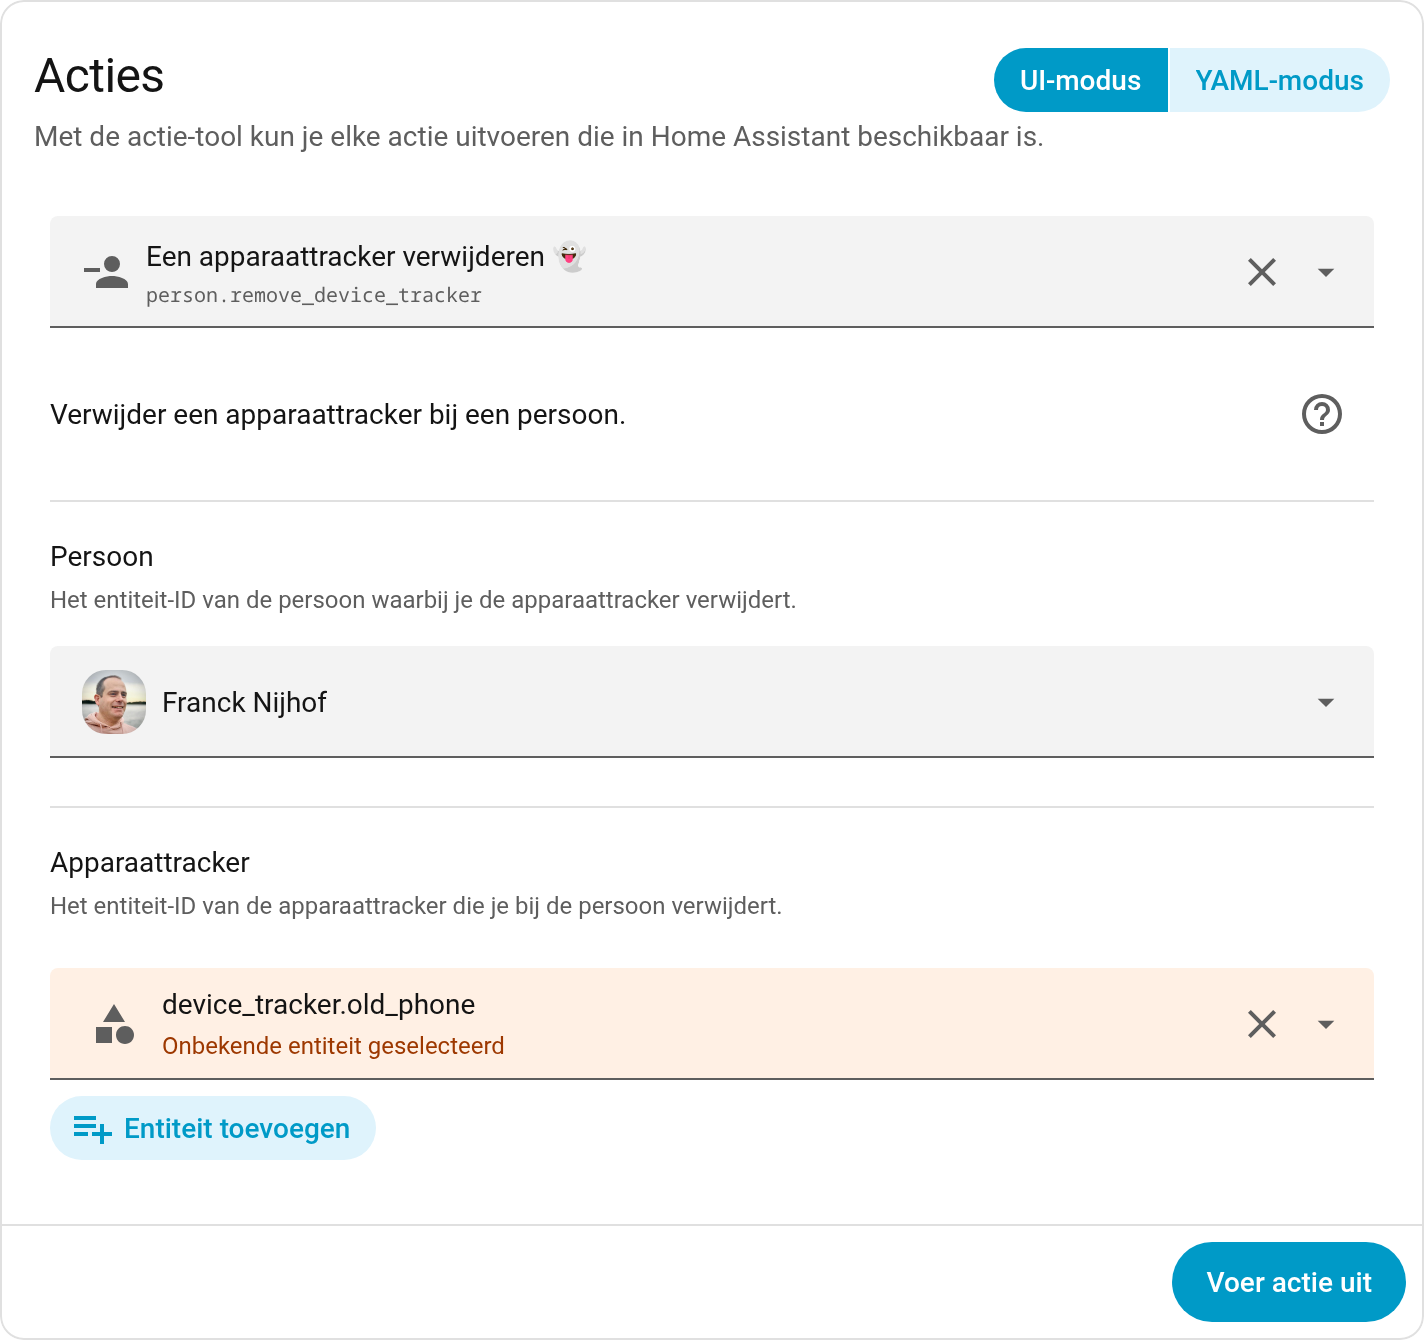 Acties
UI-modus
YAML-modus
Met de actie-tool kun je elke actie uitvoeren die in Home Assistant beschikbaar is.
Een apparaattracker verwijderen 👻
person.remove_device_tracker
Verwijder een apparaattracker bij een persoon.
Persoon
Het entiteit-ID van de persoon waarbij je de apparaattracker verwijdert.
Franck Nijhof
Apparaattracker
Het entiteit-ID van de apparaattracker die je bij de persoon verwijdert.
device_tracker.old_phone
Onbekende entiteit geselecteerd
Entiteit toevoegen
Voer actie uit